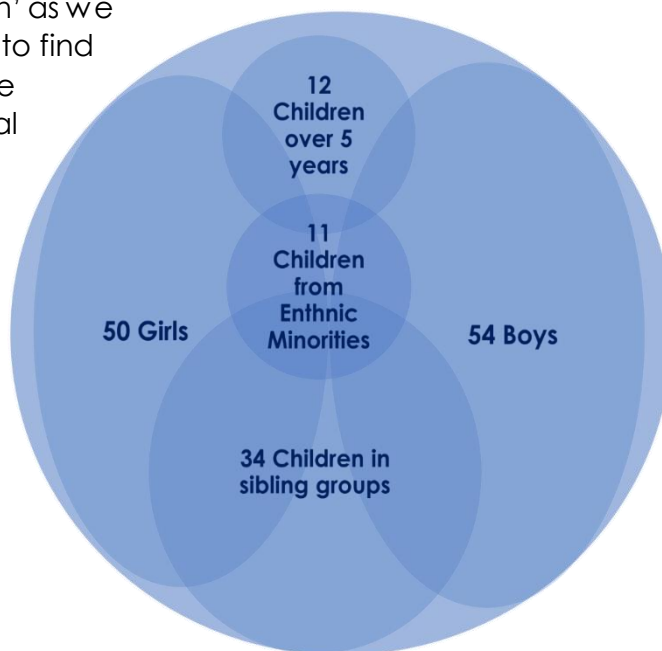 n' as we
to find
e
al
12
Children
over 5
years
11
Children
from
Enthnic
Minorities
50 Girls
54 Boys
34 Children in
sibling groups